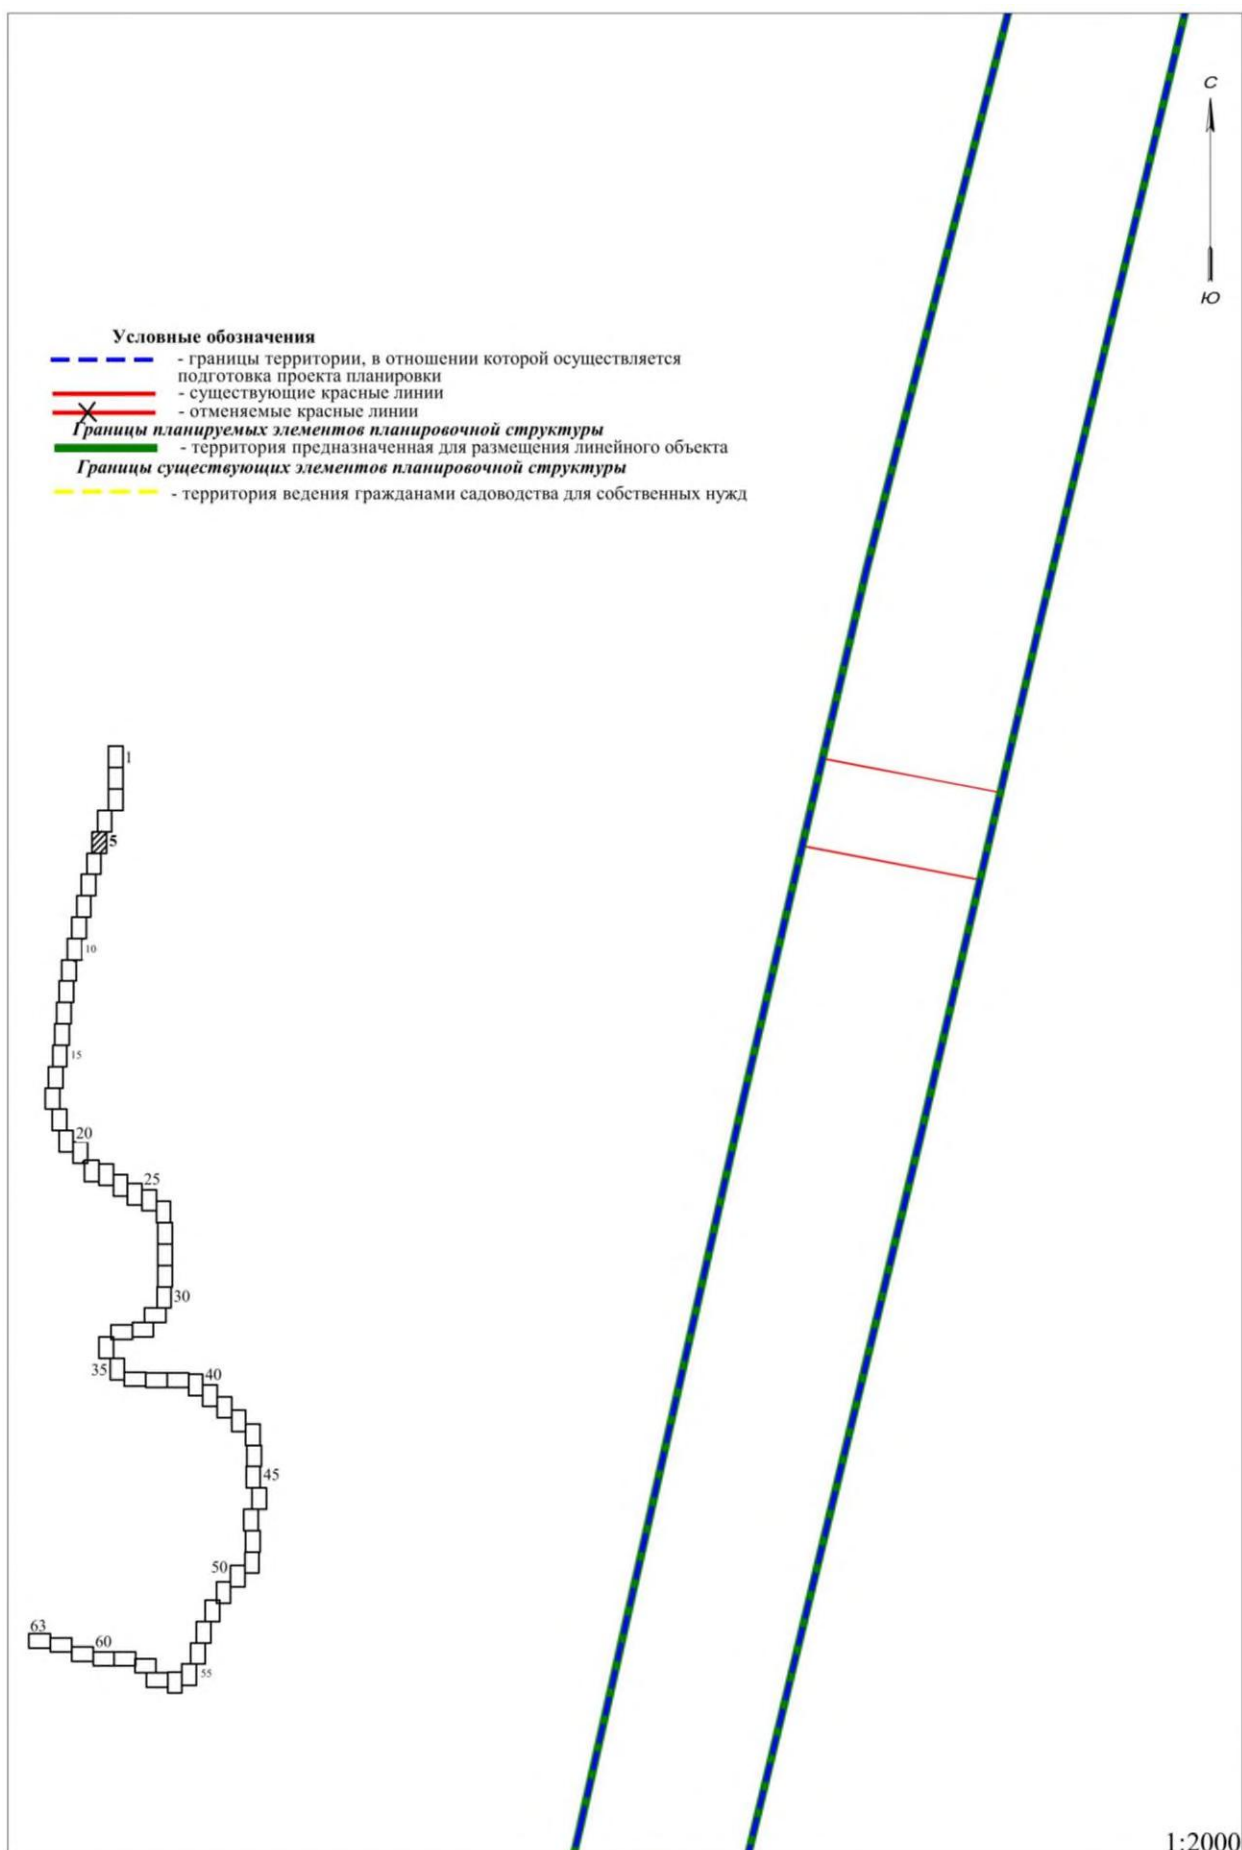 С
Ю
Условные обозначения
- границы территории, в отношении которой осуществляется
подготовка проекта планировки
- существующие красные линии
- отменяемые красные линии
Границы планируемых элементов планировочной структуры
- территория предназначенная для размещения линейного объекта
Границы существующих элементов планировочной структуры
- территория ведения гражданами садоводства для собственных нужд
1
5
10
15
20
25
30
35
40
45
50
55
60
63
1:2000